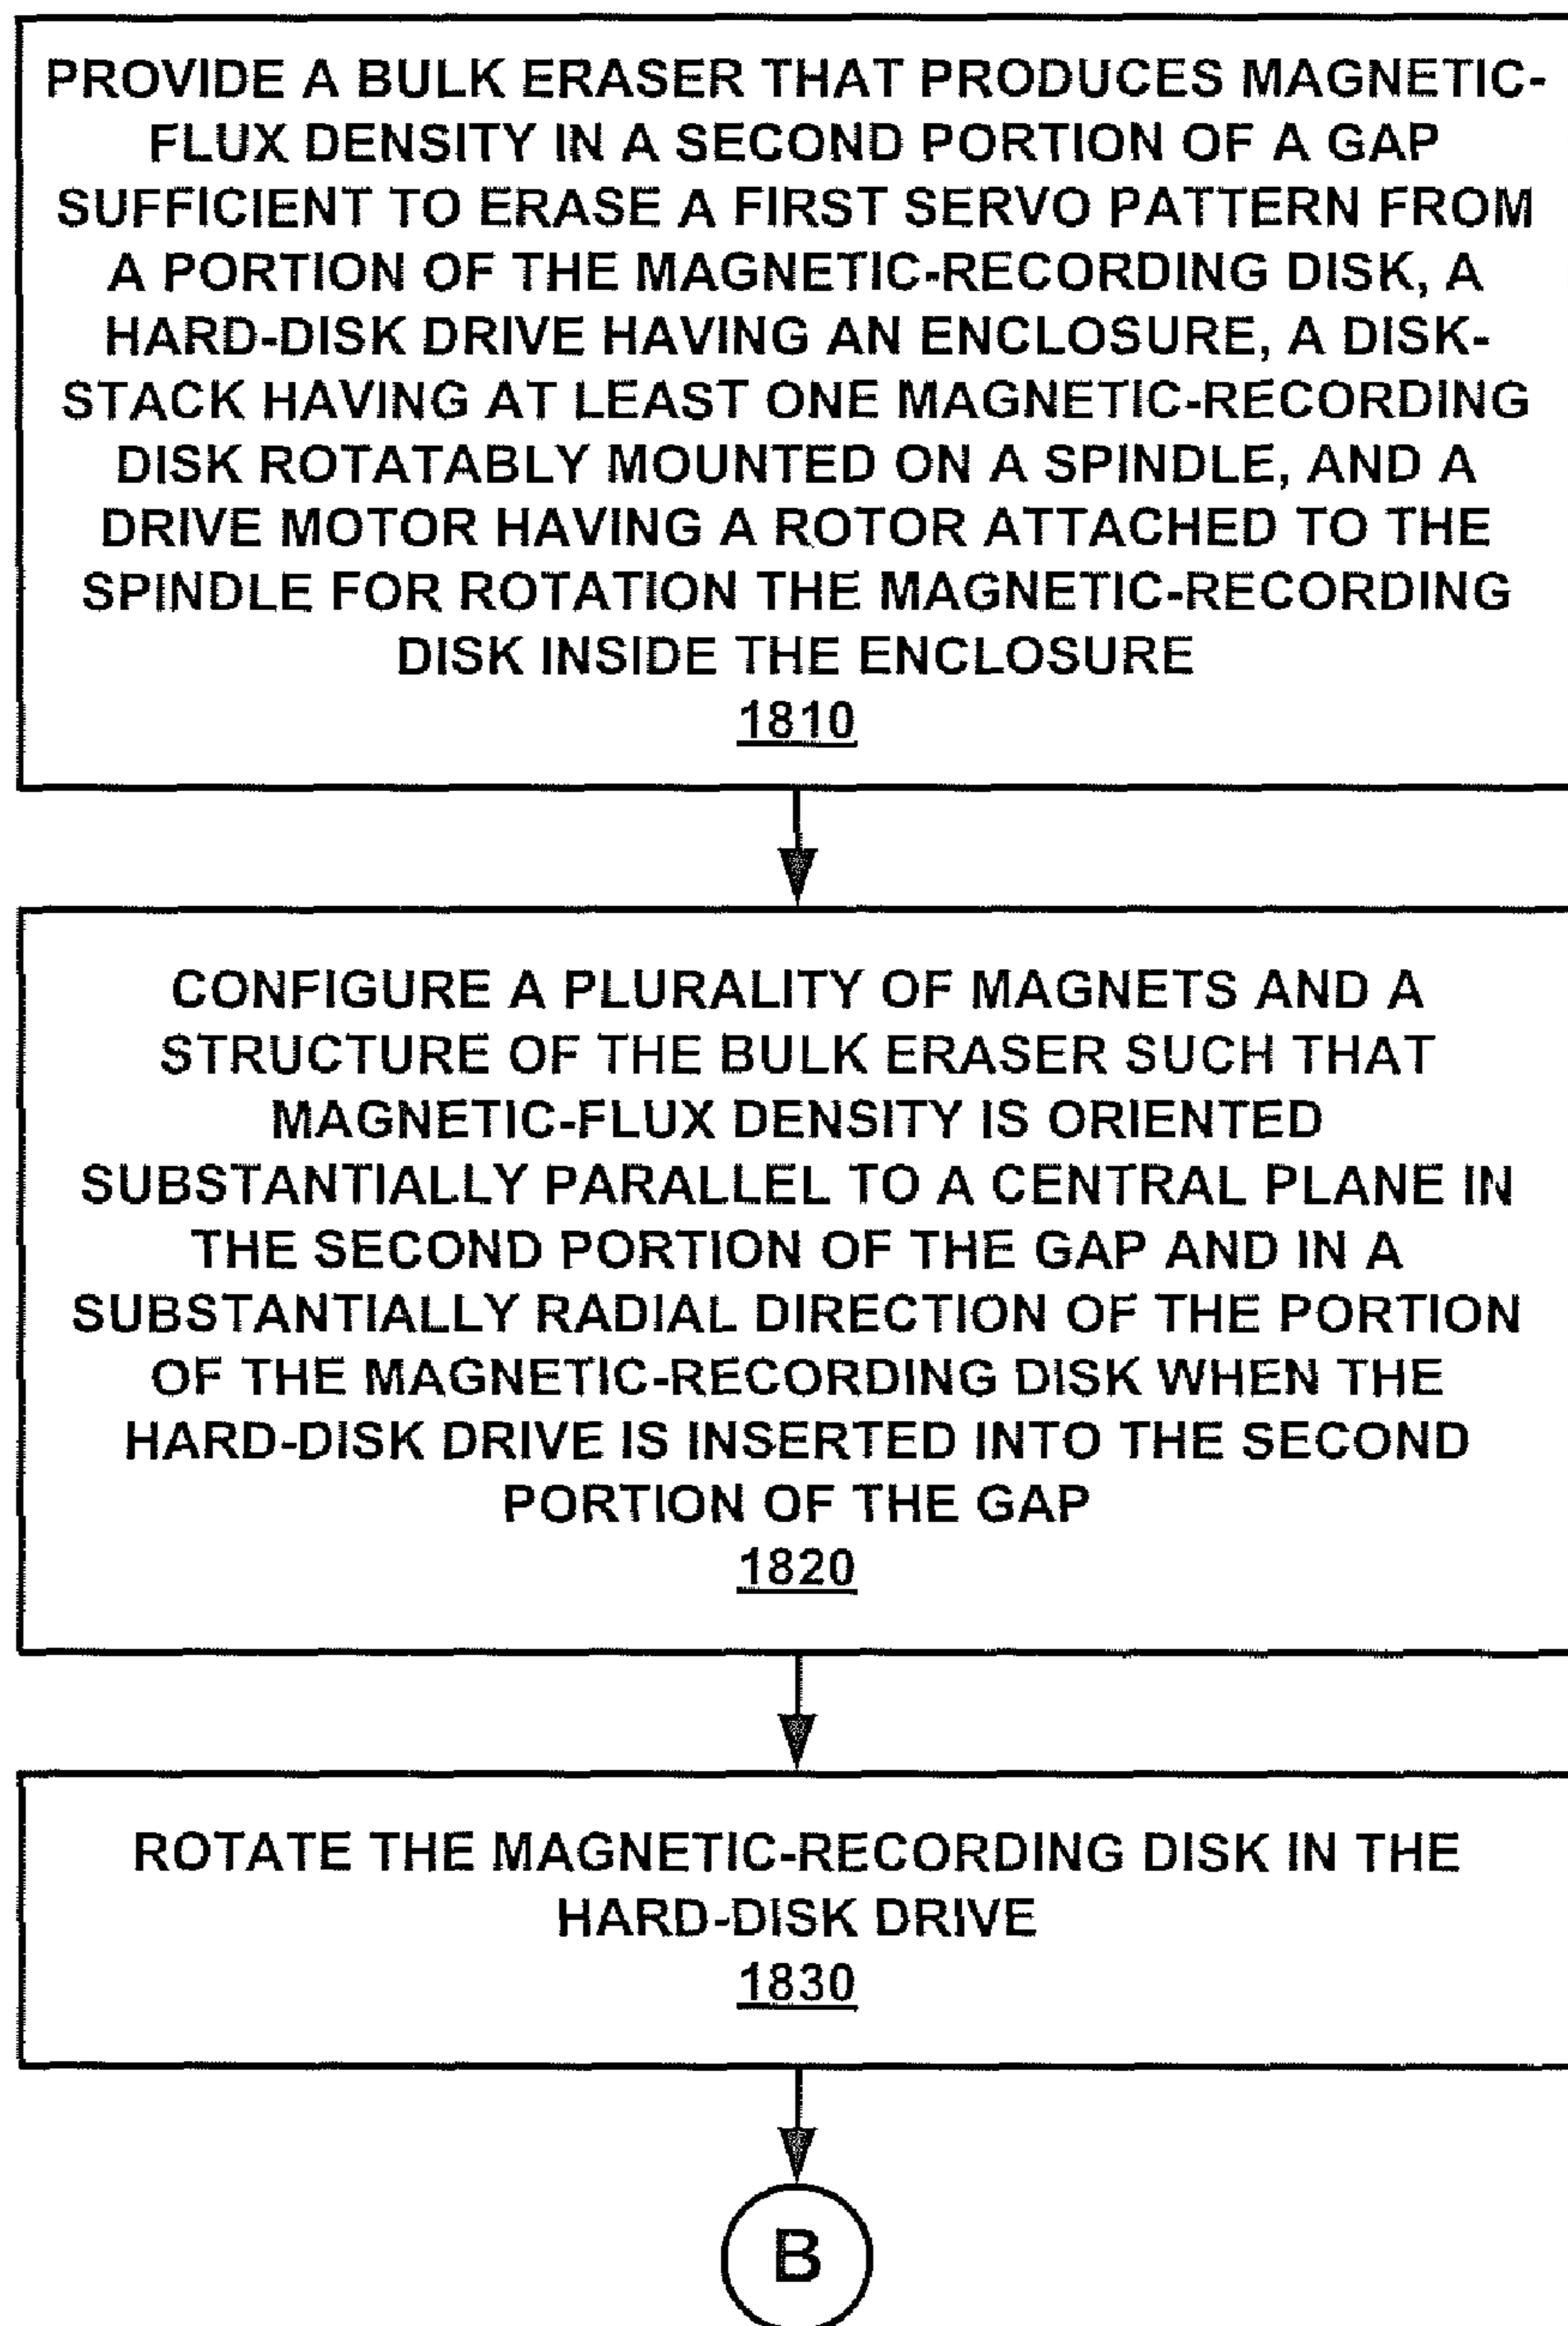 PROVIDE A BULK ERASER THAT PRODUCES MAGNETIC-
FLUX DENSITY IN A SECOND PORTION OF A GAP
SUFFICIENT TO ERASE A FIRST SERVO PATTERN FROM
A PORTION OF THE MAGNETIC-RECORDING DISK, A
HARD-DISK DRIVE HAVING AN ENCLOSURE, A DISK-
STACK HAVING AT LEAST ONE MAGNETIC-RECORDING
DISK ROTATABLY MOUNTED ON A SPINDLE, AND A
DRIVE MOTOR HAVING A ROTOR ATTACHED TO THE
SPINDLE FOR ROTATION THE MAGNETIC-RECORDING
DISK INSIDE THE ENCLOSURE
1810
CONFIGURE A PLURALITY OF MAGNETS AND A
STRUCTURE OF THE BULK ERASER SUCH THAT
MAGNETIC-FLUX DENSITY IS ORIENTED
SUBSTANTIALLY PARALLEL TO A CENTRAL PLANE IN
THE SECOND PORTION OF THE GAP AND IN A
SUBSTANTIALLY RADIAL DIRECTION OF THE PORTION
OF THE MAGNETIC-RECORDING DISK WHEN THE
HARD-DISK DRIVE IS INSERTED INTO THE SECOND
PORTION OF THE GAP
1820
ROTATE THE MAGNETIC-RECORDING DISK IN THE
HARD-DISK DRIVE
1830
B